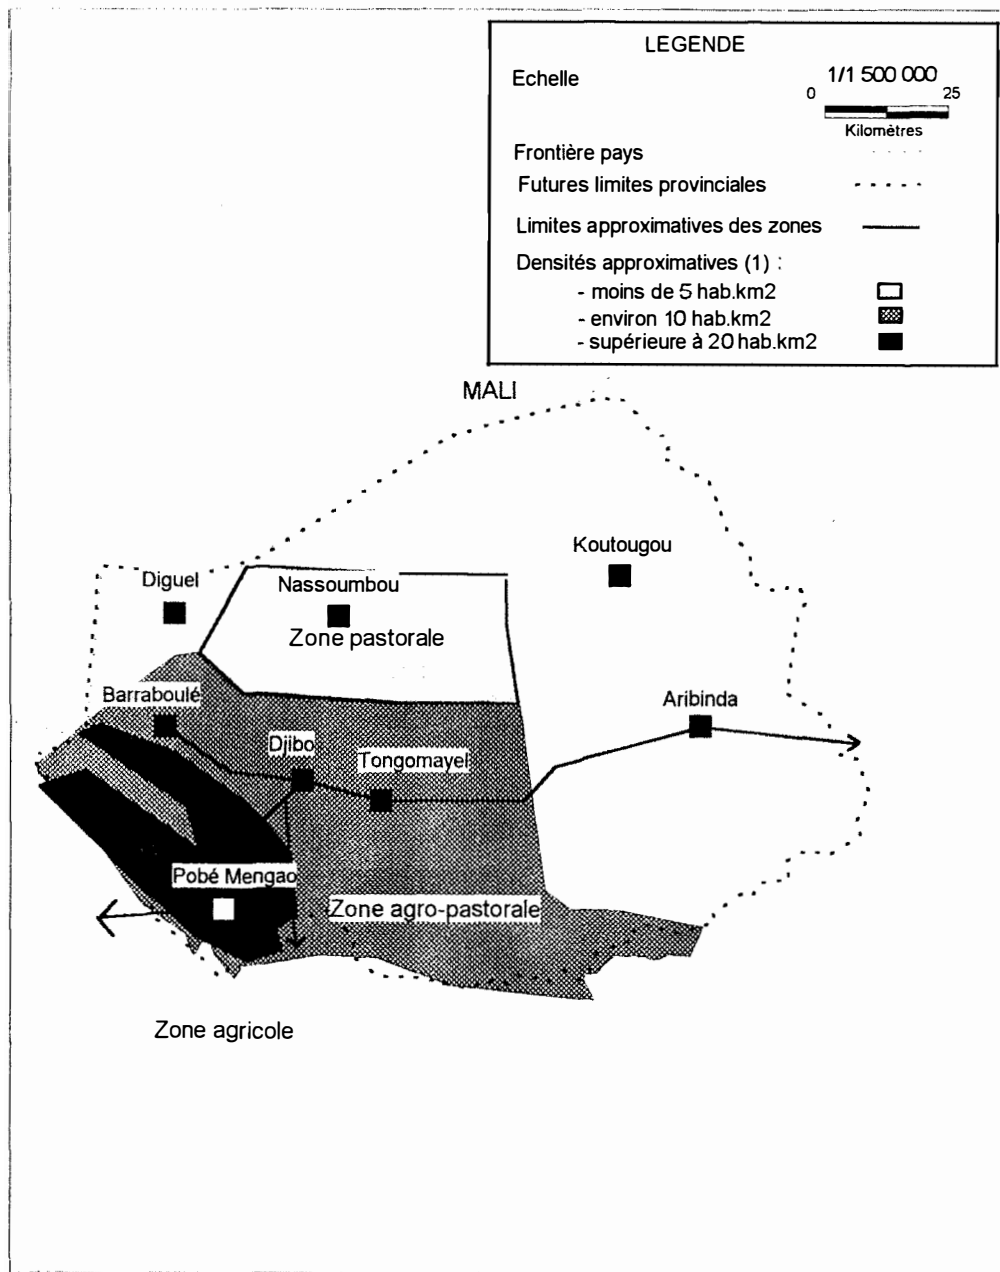 LEGENDE
Echelle
1/1 500 000
0 25
Kilomètres
Frontière pays
Futures limites provinciales
Limites approximatives des zones
Densités approximatives (1) :
- moins de 5 hab.km2
- environ 10 hab.km2
- supérieure à 20 hab.km2
MALI
Koutougou
Diguel
Nassoumbou
Zone pastorale
Barraboulé
Aribinda
Djibo
Tongomayel
Pobé Mengao
Zone agro-pastorale
Zone agricole